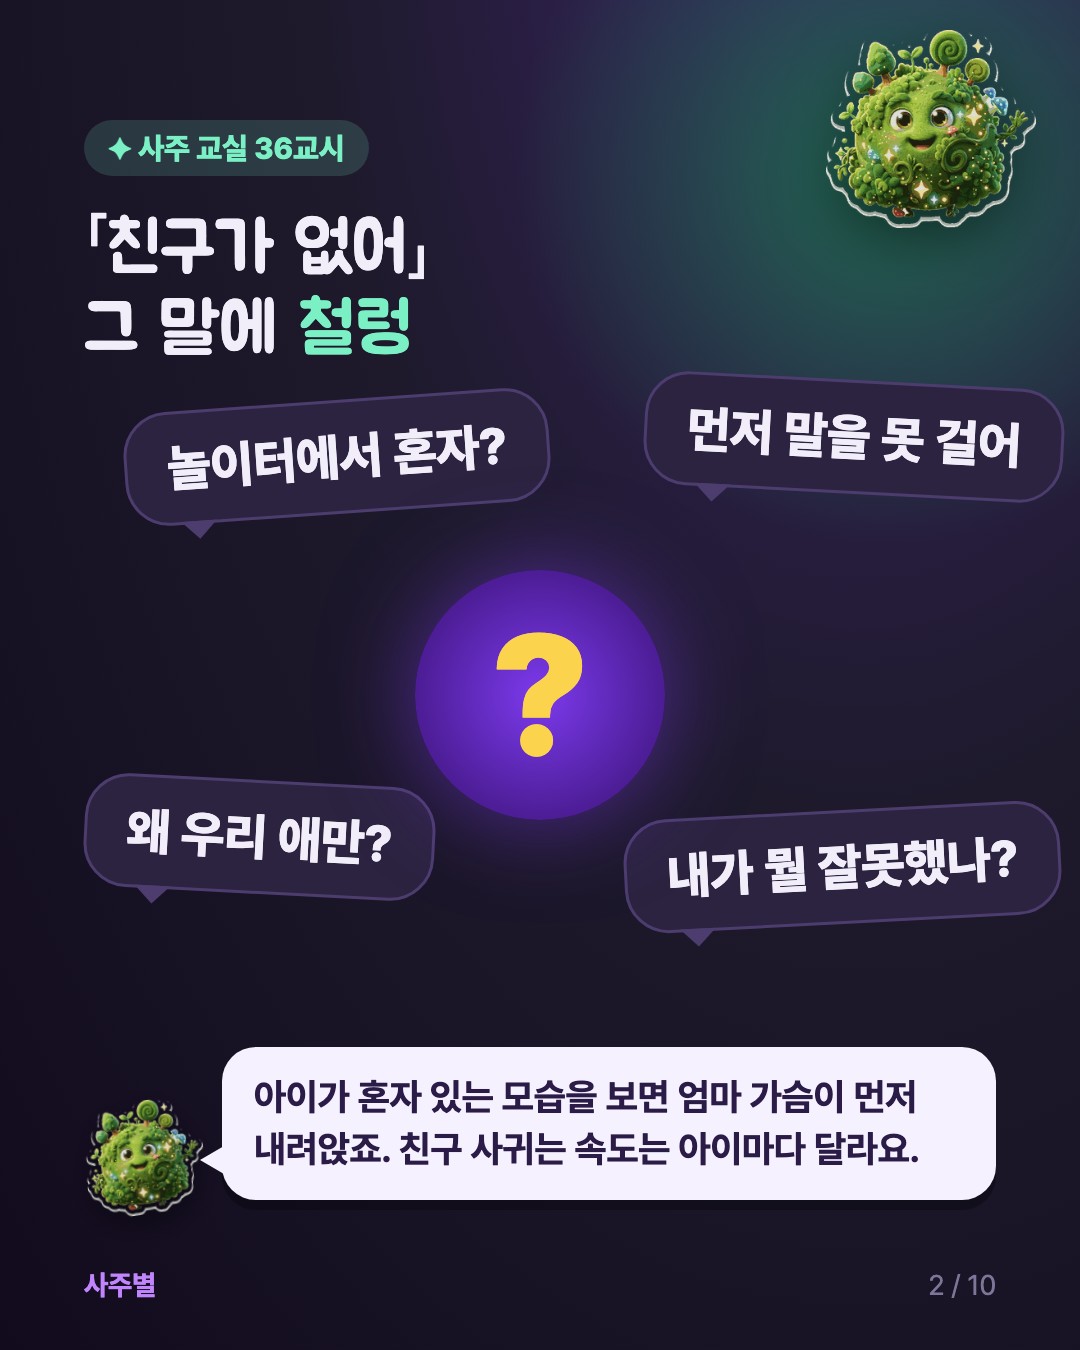 ✦ 사주 교실 36교시
「친구가 없어」
그 말에 철렁
놀이터에서 혼자?
먼저 말을 못 걸어
?
왜 우리 애만?
내가 뭘 잘못했나?
아이가 혼자 있는 모습을 보면 엄마 가슴이 먼저
내려앉죠. 친구 사귀는 속도는 아이마다 달라요.
사주별
2 / 10